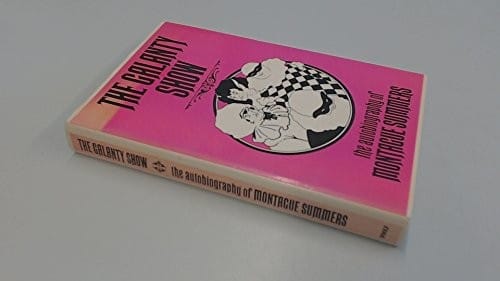 THE GALANTY
SHOW
the autobiography of
MONTAGUE SUMMERS
THE GALANTY SHOW the autobiography of MONTAGUE SUMMERS